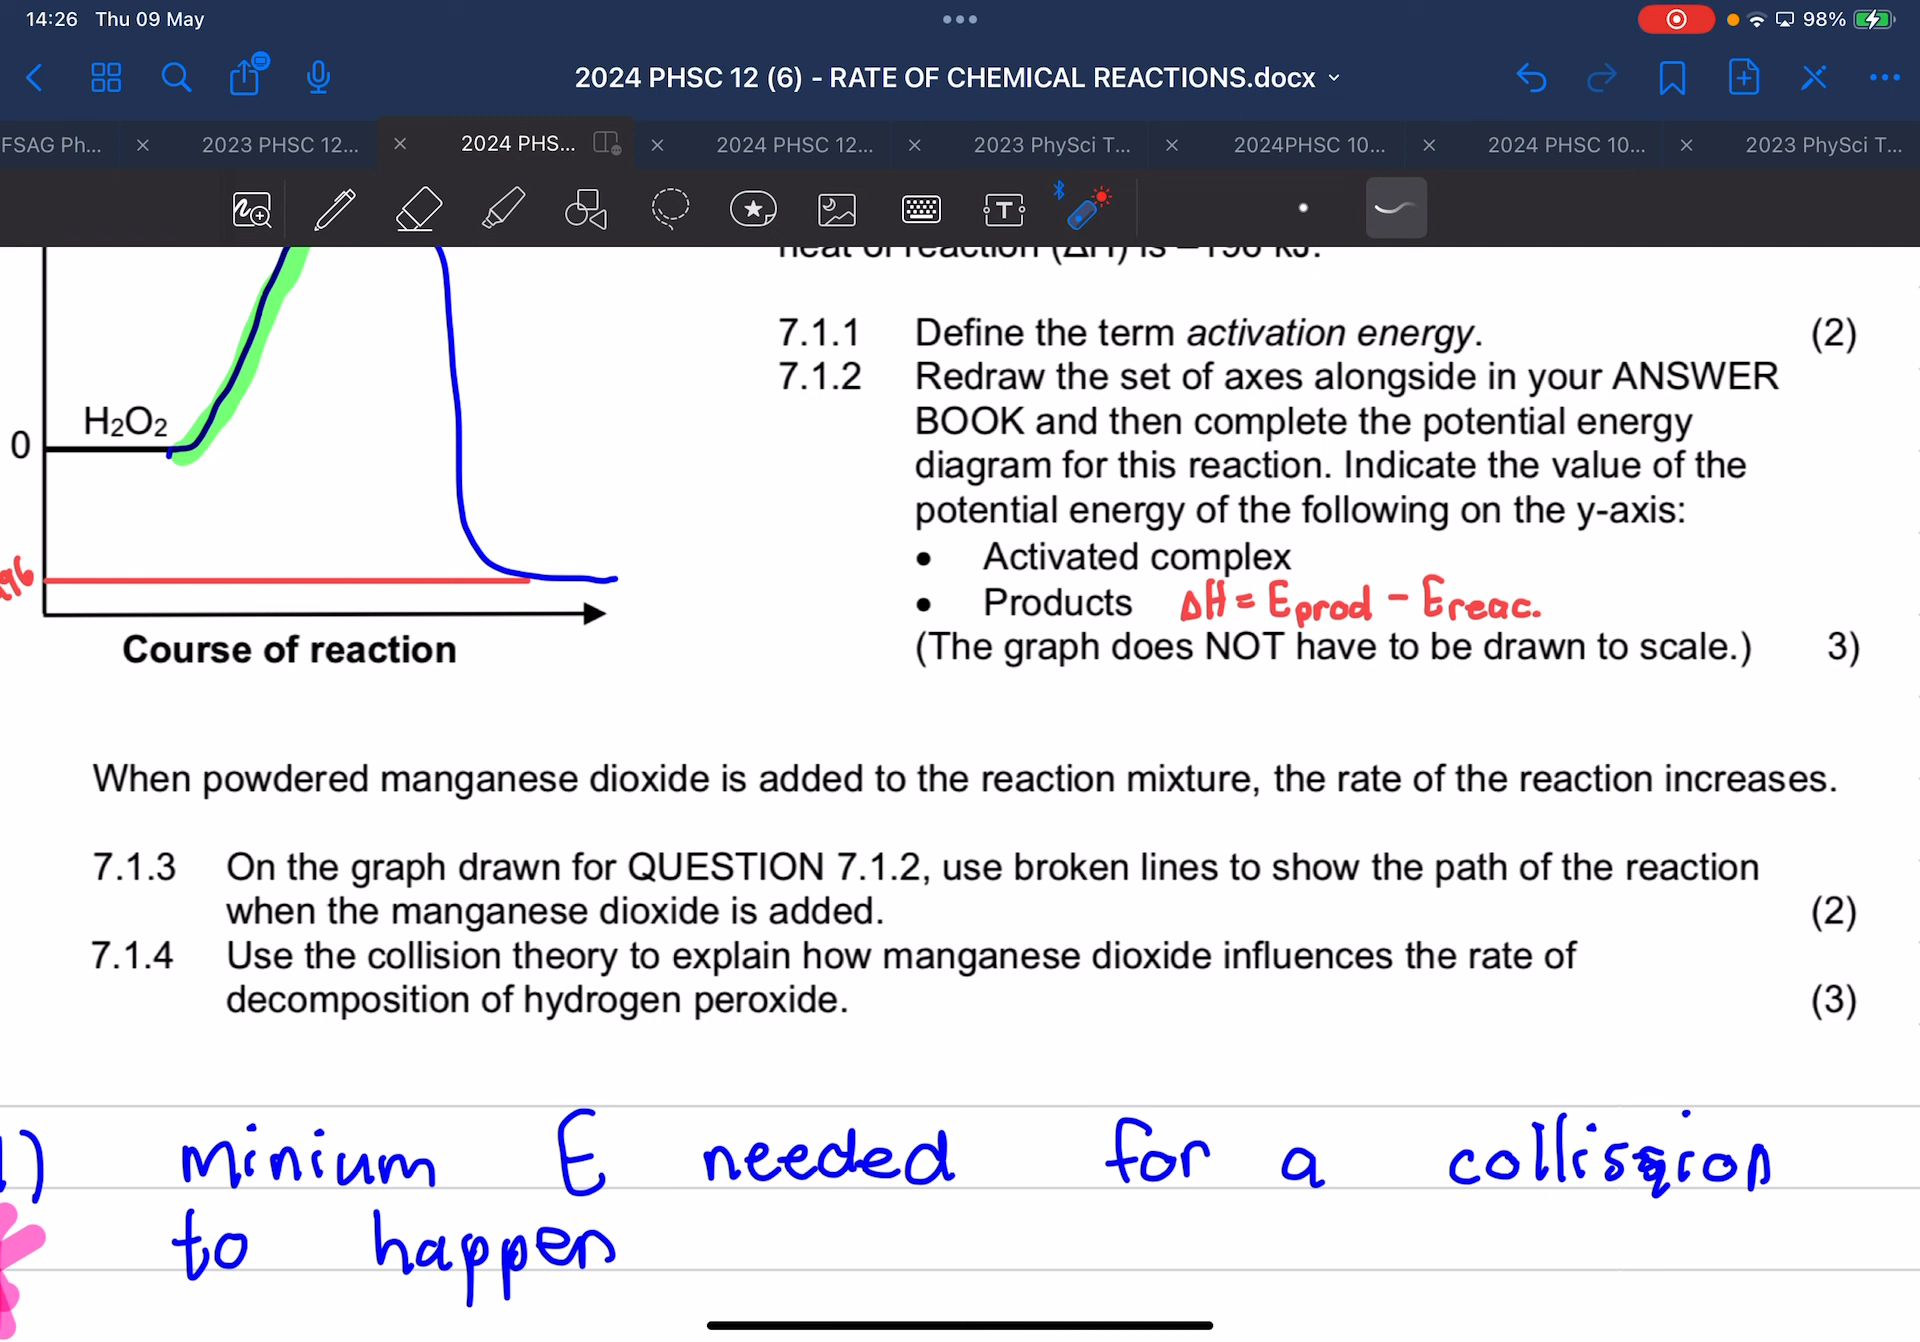 14:26 Thu 09 May
98%
2024 PHSC 12 (6) - RATE OF CHEMICAL REACTIONS.docx
FSAG Ph... 2023 PHSC 12... 2024 PHS... 2024 PHSC 12... 2023 PhySci T... 2024PHSC 10... 2024 PHSC 10... 2023 PhySci T...
heat of reaction (ΔH) is –196 kJ.
7.1.1 Define the term activation energy. (2)
7.1.2 Redraw the set of axes alongside in your ANSWER
BOOK and then complete the potential energy
diagram for this reaction. Indicate the value of the
potential energy of the following on the y-axis:
• Activated complex
• Products ΔH = Eprod - Ereac.
(The graph does NOT have to be drawn to scale.) 3)
H₂O₂
0
196
Course of reaction
When powdered manganese dioxide is added to the reaction mixture, the rate of the reaction increases.
7.1.3 On the graph drawn for QUESTION 7.1.2, use broken lines to show the path of the reaction
when the manganese dioxide is added. (2)
7.1.4 Use the collision theory to explain how manganese dioxide influences the rate of
decomposition of hydrogen peroxide. (3)
1) minium E needed for a collision
to happen